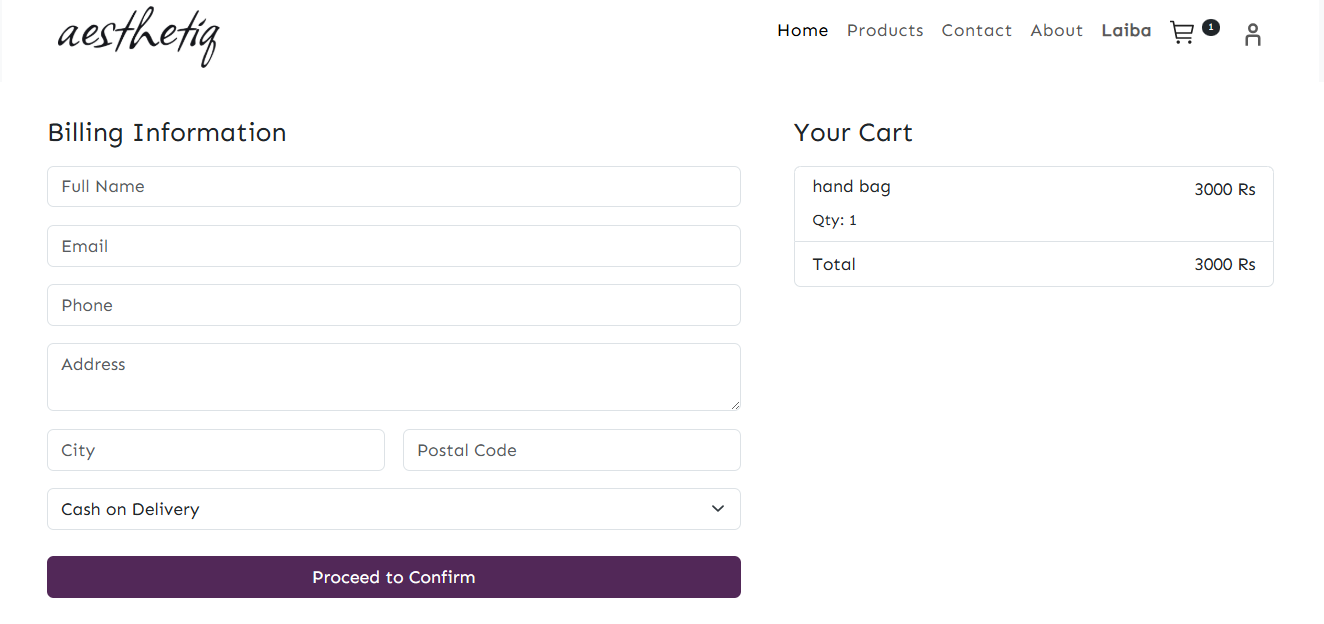 aesthetiq
Home Products Contact About Laiba 1
Billing Information
Full Name
Email
Phone
Address
City Postal Code
Cash on Delivery
Proceed to Confirm
Your Cart
hand bag 3000 Rs
Qty: 1
Total 3000 Rs